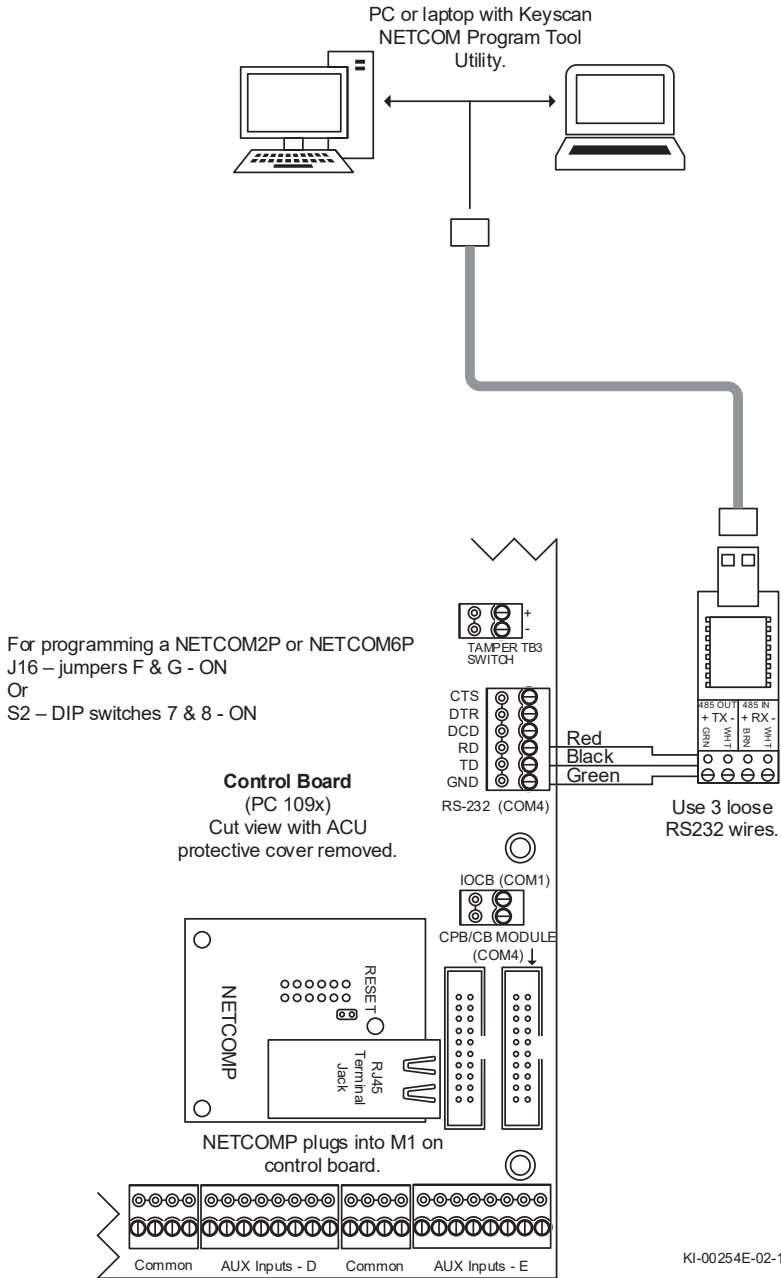 PC or laptop with Keyscan
NETCOM Program Tool
Utility.
For programming a NETCOM2P or NETCOM6P
J16 – jumpers F & G - ON
Or
S2 – DIP switches 7 & 8 - ON
+
-
TAMPER TB3
SWITCH
CTS
DTR
DCD
RD
TD
GND
RS-232 (COM4)
Red
Black
Green
485 OUT
485 IN
+ TX -
+ RX -
GRN
WHT
BRN
WHT
Use 3 loose
RS232 wires.
Control Board
(PC 109x)
Cut view with ACU
protective cover removed.
IOCB (COM1)
CPB/CB MODULE
(COM4)
NETCOMP
RESET
RJ45
Terminal
Jack
NETCOMP plugs into M1 on
control board.
Common
AUX Inputs - D
Common
AUX Inputs - E
KI-00254E-02-1